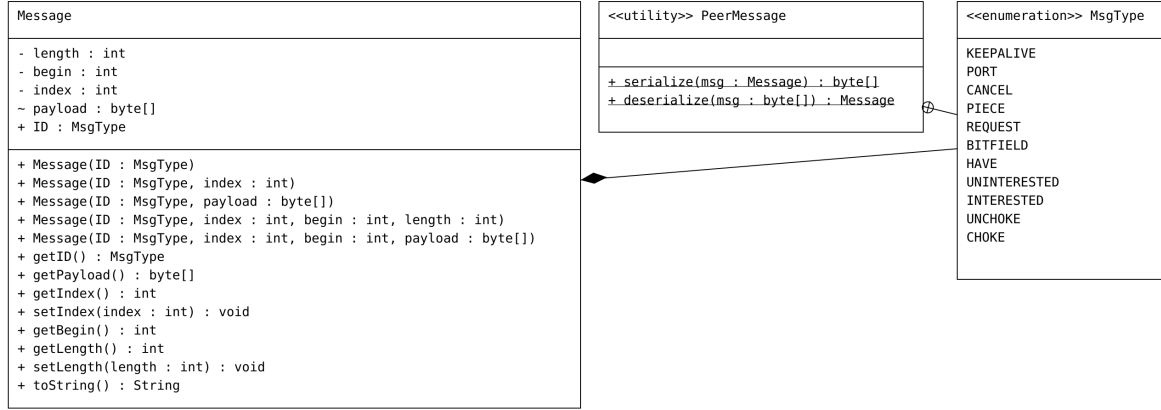 Message
- length : int
- begin : int
- index : int
~ payload : byte[]
+ ID : MsgType
+ Message(ID : MsgType)
+ Message(ID : MsgType, index : int)
+ Message(ID : MsgType, payload : byte[])
+ Message(ID : MsgType, index : int, begin : int, length : int)
+ Message(ID : MsgType, index : int, begin : int, payload : byte[])
+ getID() : MsgType
+ getPayload() : byte[]
+ getIndex() : int
+ setIndex(index : int) : void
+ getBegin() : int
+ getLength() : int
+ setLength(length : int) : void
+ toString() : String
<<utility>> PeerMessage
+ serialize(msg : Message) : byte[]
+ deserialize(msg : byte[]) : Message
<<enumeration>> MsgType
KEEPALIVE
PORT
CANCEL
PIECE
REQUEST
BITFIELD
HAVE
UNINTERESTED
INTERESTED
UNCHOKE
CHOKE